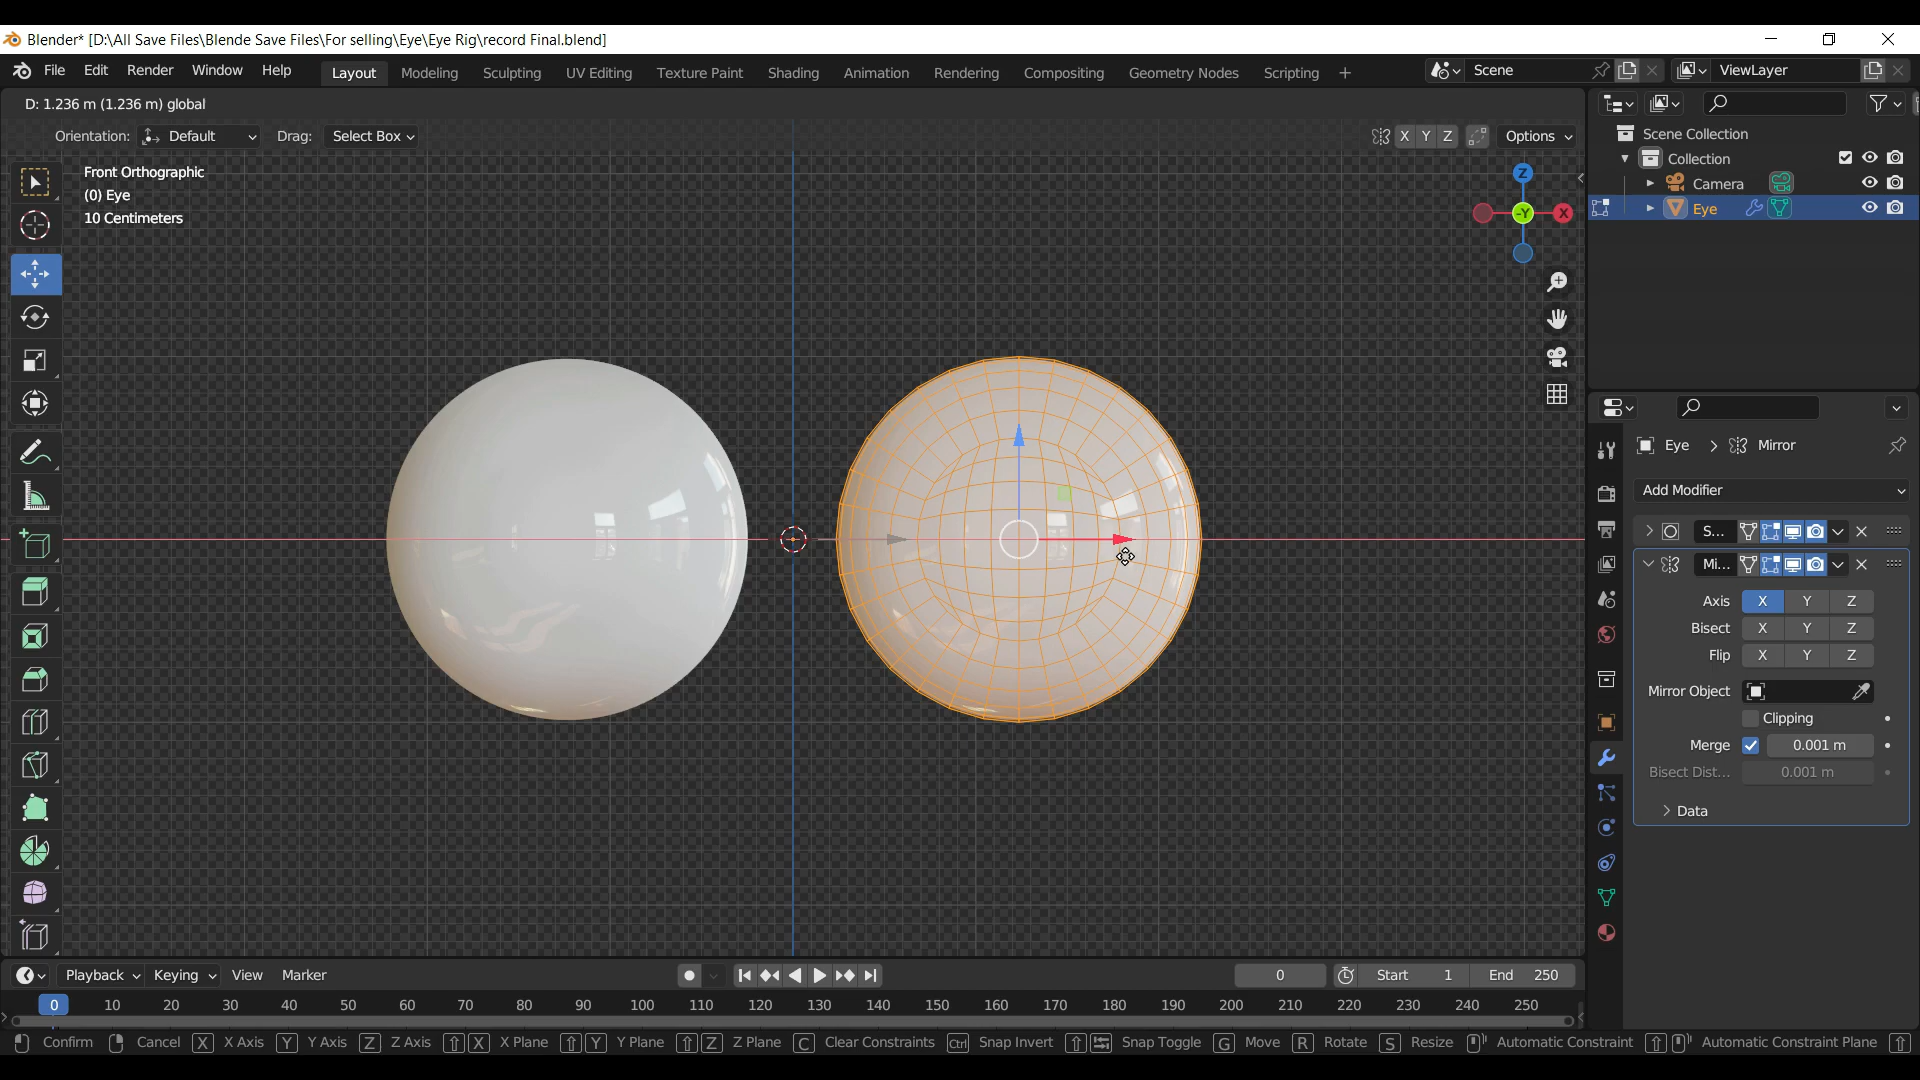 Blender* [D:\All Save Files\Blende Save Files\For selling\Eye\Eye Rig\record Final.blend]
File Edit Render Window Help Layout Modeling Sculpting UV Editing Texture Paint Shading Animation Rendering Compositing Geometry Nodes Scripting + Scene ViewLayer
D: 1.236 m (1.236 m) global
Orientation: Default Drag: Select Box X Y Z Options
Front Orthographic
(0) Eye
10 Centimeters
Z
-Y X
Scene Collection
Collection
Camera
Eye
Eye > Mirror
Add Modifier
S...
Mi...
Axis X Y Z
Bisect X Y Z
Flip X Y Z
Mirror Object
Clipping
Merge 0.001 m
Bisect Dist... 0.001 m
Data
Playback Keying View Marker 0 Start 1 End 250
0 10 20 30 40 50 60 70 80 90 100 110 120 130 140 150 160 170 180 190 200 210 220 230 240 250
Confirm Cancel X X Axis Y Y Axis Z Z Axis X X Plane Y Y Plane Z Z Plane C Clear Constraints Ctrl Snap Invert Snap Toggle G Move R Rotate S Resize Automatic Constraint Automatic Constraint Plane